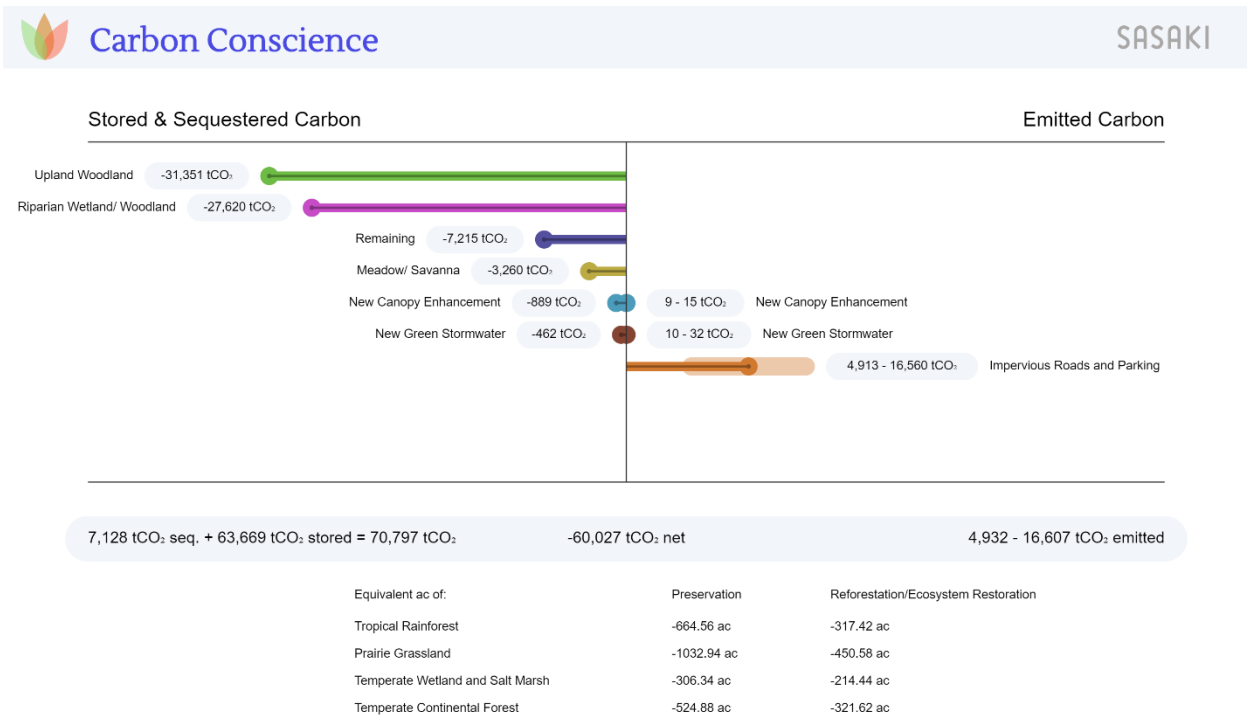 Carbon Conscience
SASAKI
Stored & Sequestered Carbon
Emitted Carbon
Upland Woodland -31,351 tCO₂
Riparian Wetland/ Woodland -27,620 tCO₂
Remaining -7,215 tCO₂
Meadow/ Savanna -3,260 tCO₂
New Canopy Enhancement -889 tCO₂ 9 - 15 tCO₂ New Canopy Enhancement
New Green Stormwater -462 tCO₂ 10 - 32 tCO₂ New Green Stormwater
4,913 - 16,560 tCO₂ Impervious Roads and Parking
7,128 tCO₂ seq. + 63,669 tCO₂ stored = 70,797 tCO₂ -60,027 tCO₂ net 4,932 - 16,607 tCO₂ emitted
Equivalent ac of: Preservation Reforestation/Ecosystem Restoration
Tropical Rainforest -664.56 ac -317.42 ac
Prairie Grassland -1032.94 ac -450.58 ac
Temperate Wetland and Salt Marsh -306.34 ac -214.44 ac
Temperate Continental Forest -524.88 ac -321.62 ac